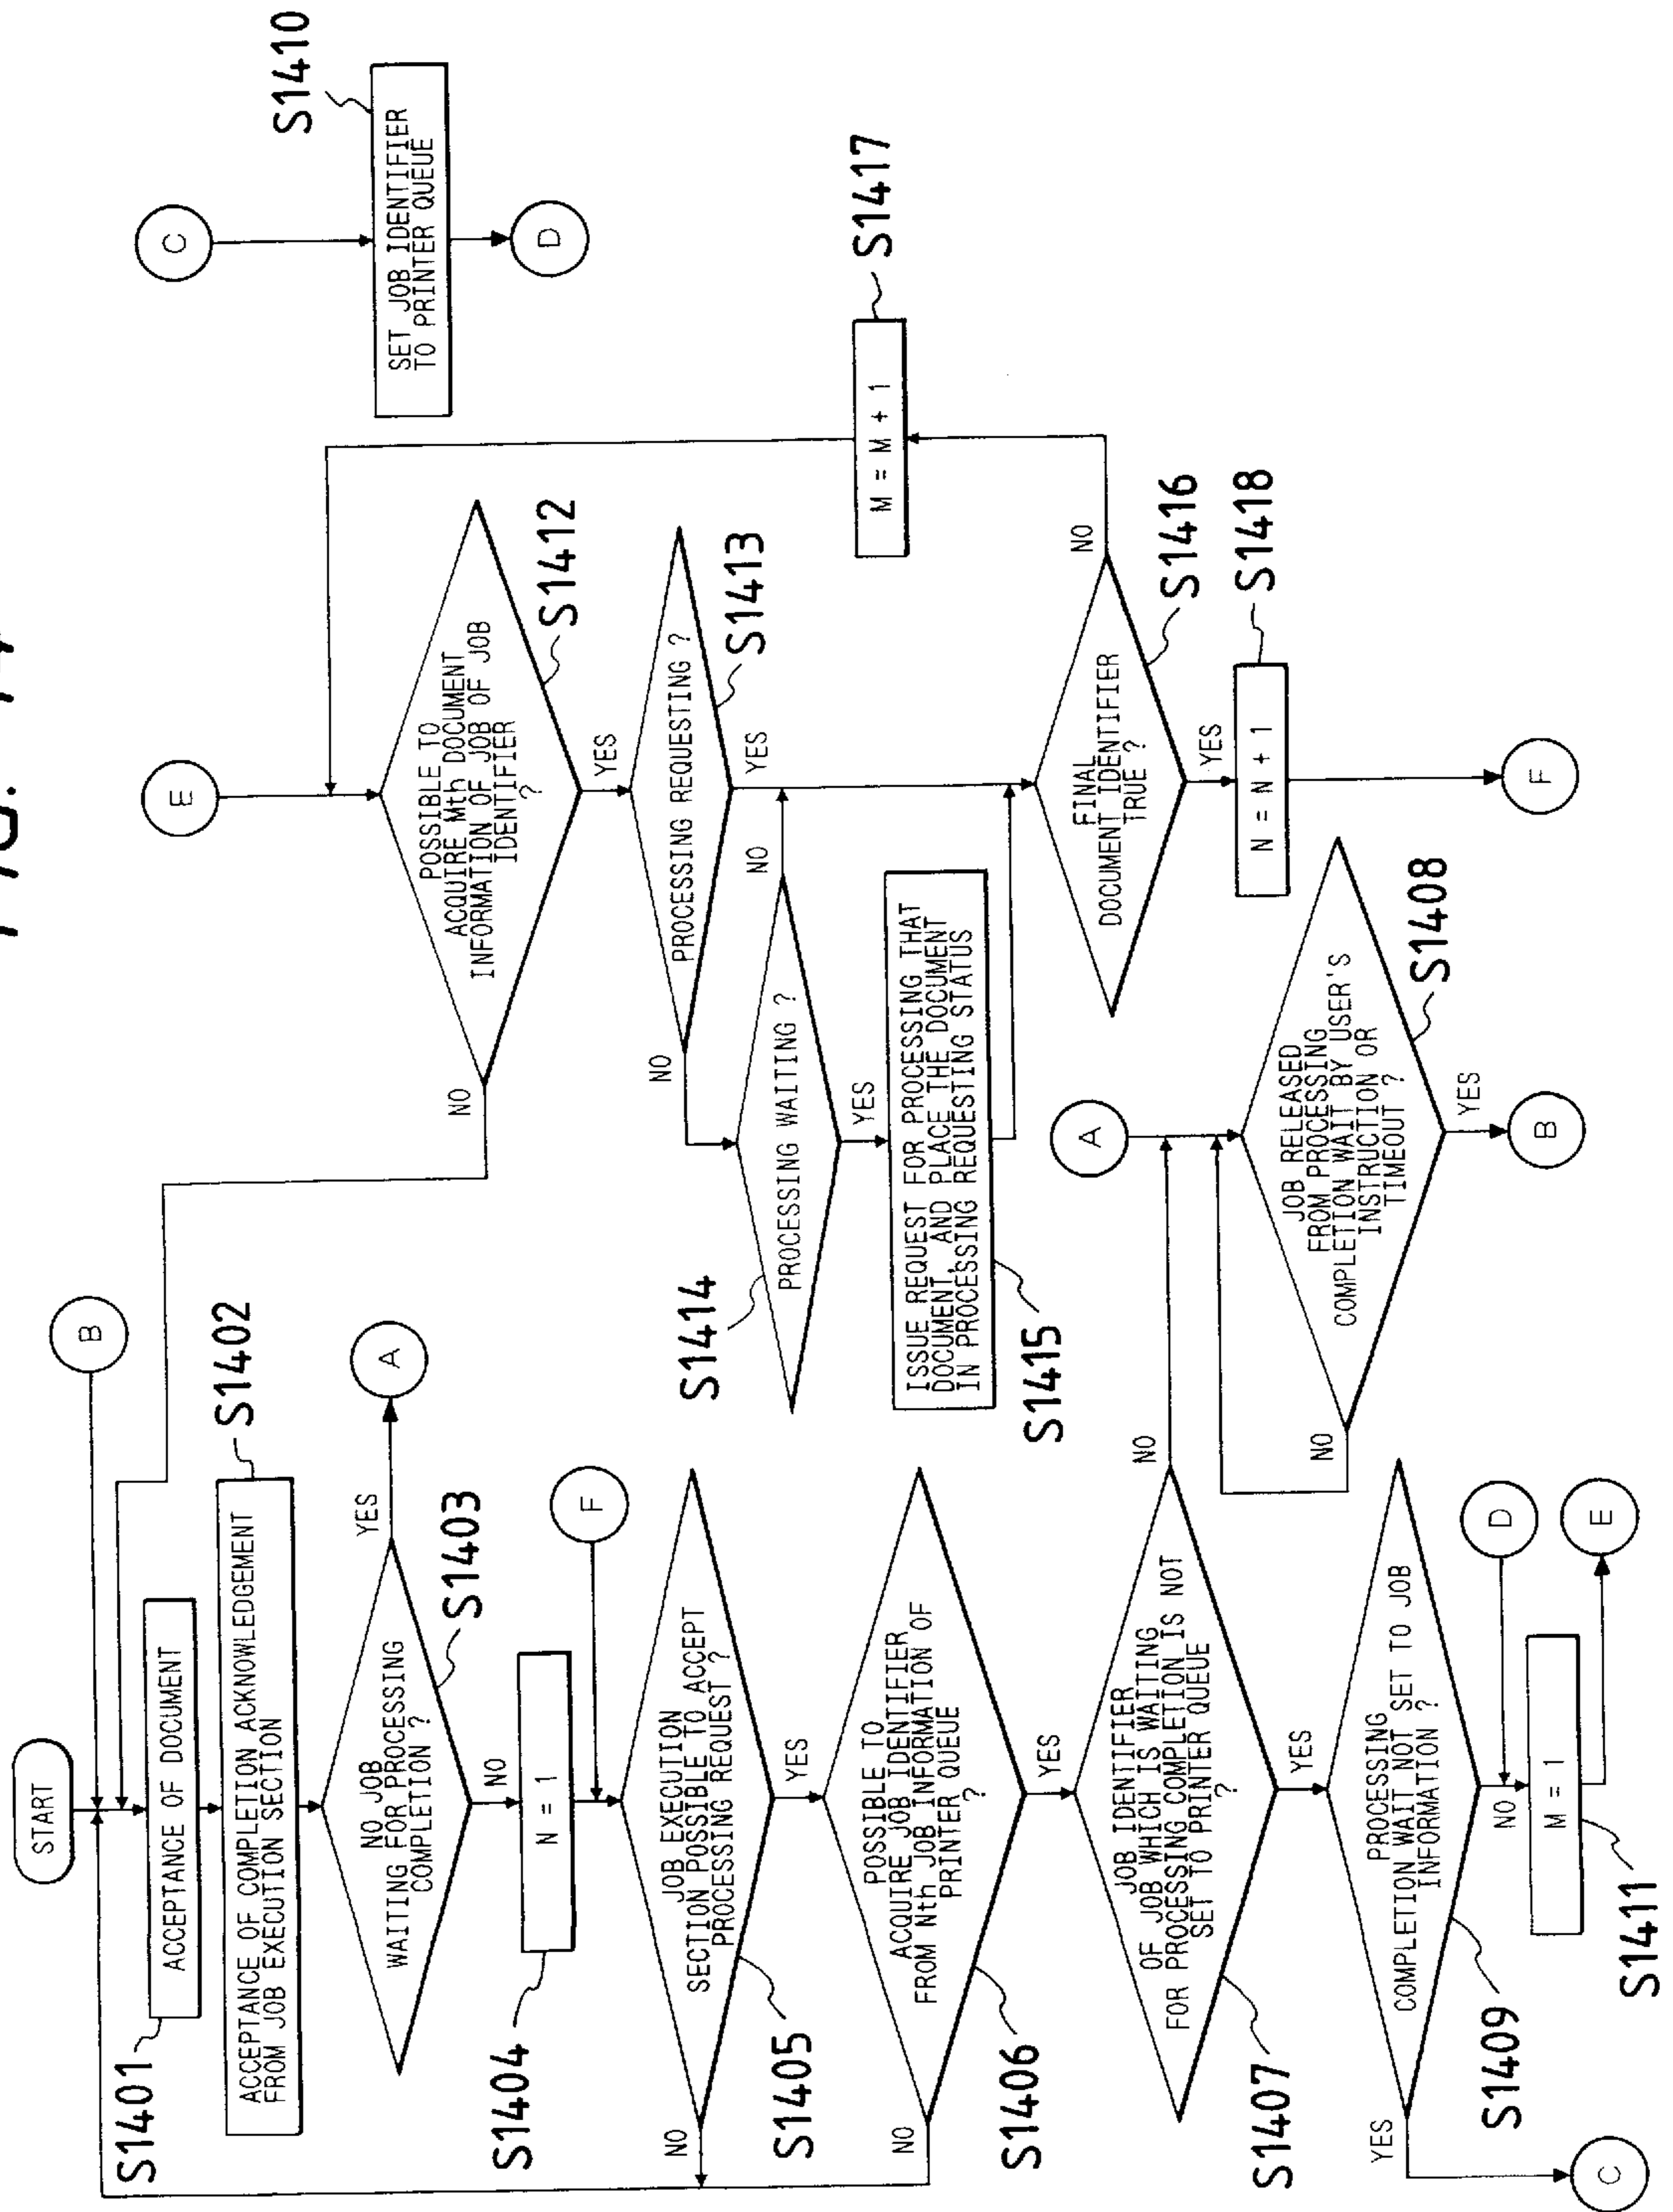 FIG. 14
START
B
S1401
ACCEPTANCE OF DOCUMENT
S1402
ACCEPTANCE OF COMPLETION ACKNOWLEDGEMENT
FROM JOB EXECUTION SECTION
S1403
NO JOB
WAITING FOR PROCESSING
COMPLETION ?
YES
A
NO
S1404
N = 1
F
S1405
JOB EXECUTION
SECTION POSSIBLE TO ACCEPT
PROCESSING REQUEST ?
NO
YES
S1406
POSSIBLE TO
ACQUIRE JOB IDENTIFIER
FROM Nth JOB INFORMATION OF
PRINTER QUEUE
?
NO
YES
S1407
JOB IDENTIFIER
OF JOB WHICH IS WAITING
FOR PROCESSING COMPLETION IS NOT
SET TO PRINTER QUEUE
?
NO
YES
S1409
PROCESSING
COMPLETION WAIT NOT SET TO JOB
INFORMATION ?
YES
C
NO
D
M = 1
S1411
E
E
POSSIBLE TO
ACQUIRE Mth DOCUMENT
INFORMATION OF JOB OF JOB
IDENTIFIER
?
S1412
NO
YES
PROCESSING REQUESTING ?
S1413
NO
YES
S1414
PROCESSING WAITING ?
NO
YES
ISSUE REQUEST FOR PROCESSING THAT
DOCUMENT, AND PLACE THE DOCUMENT
IN PROCESSING REQUESTING STATUS
S1415
FINAL
DOCUMENT IDENTIFIER
TRUE ?
S1416
NO
YES
M = M + 1
S1417
N = N + 1
S1418
F
A
JOB RELEASED
FROM PROCESSING
COMPLETION WAIT BY USER'S
INSTRUCTION OR
TIMEOUT ?
S1408
NO
YES
B
C
SET JOB IDENTIFIER
TO PRINTER QUEUE
S1410
D